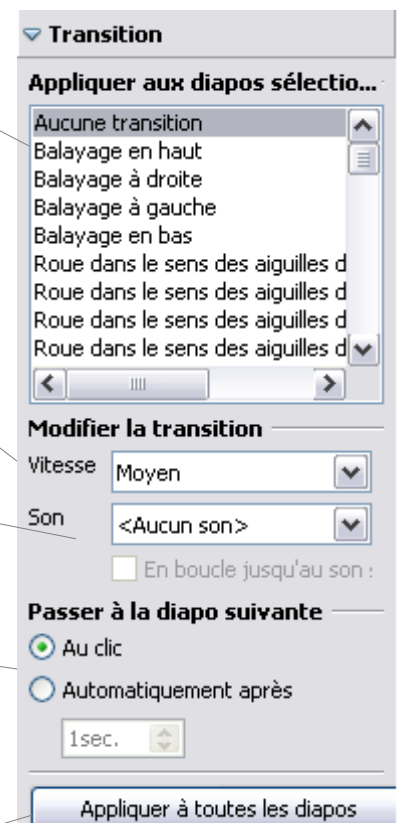 Transition
Appliquer aux diapos sélectio...
Aucune transition
Balayage en haut
Balayage à droite
Balayage à gauche
Balayage en bas
Roue dans le sens des aiguilles d
Roue dans le sens des aiguilles d
Roue dans le sens des aiguilles d
Roue dans le sens des aiguilles d
Modifier la transition
Vitesse Moyen
Son <Aucun son>
En boucle jusqu'au son :
Passer à la diapo suivante
Au clic
Automatiquement après
1sec.
Appliquer à toutes les diapos